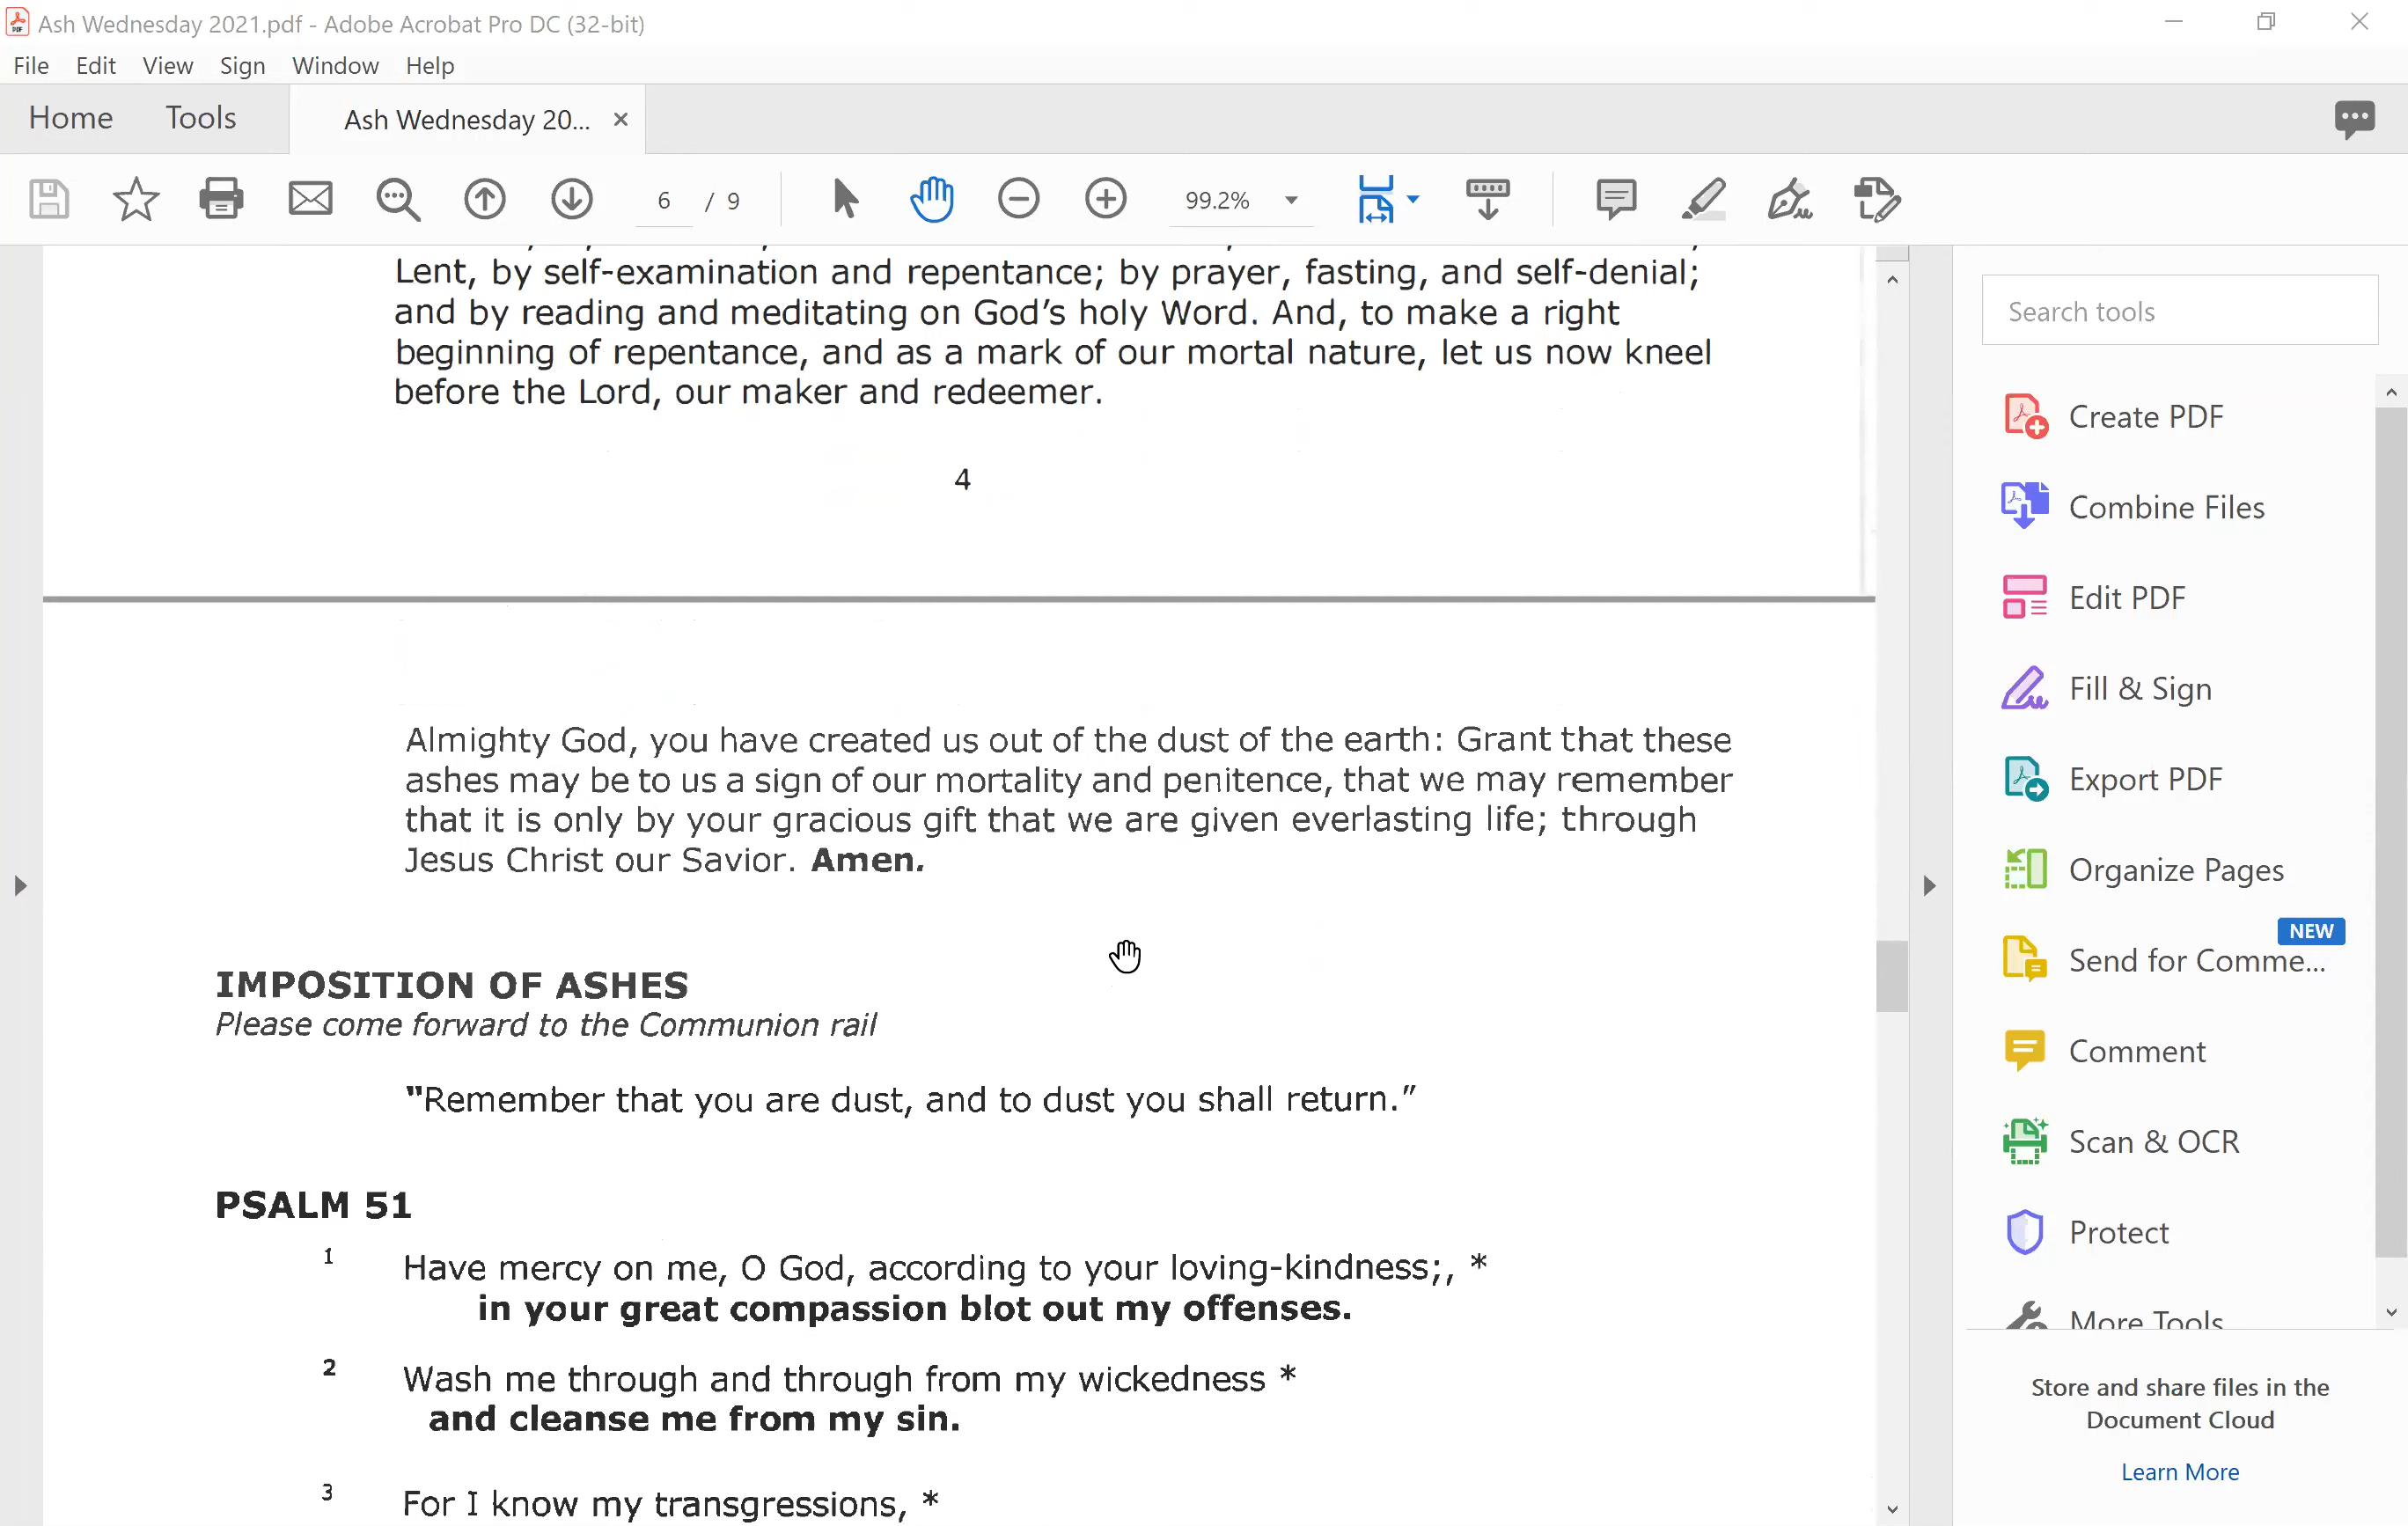 Ash Wednesday 2021.pdf - Adobe Acrobat Pro DC (32-bit)
File Edit View Sign Window Help
Home Tools Ash Wednesday 20...
6 / 9 99.2%
Lent, by self-examination and repentance; by prayer, fasting, and self-denial;
and by reading and meditating on God's holy Word. And, to make a right
beginning of repentance, and as a mark of our mortal nature, let us now kneel
before the Lord, our maker and redeemer.
4
Almighty God, you have created us out of the dust of the earth: Grant that these
ashes may be to us a sign of our mortality and penitence, that we may remember
that it is only by your gracious gift that we are given everlasting life; through
Jesus Christ our Savior. Amen.
IMPOSITION OF ASHES
Please come forward to the Communion rail
"Remember that you are dust, and to dust you shall return."
PSALM 51
1 Have mercy on me, O God, according to your loving-kindness;, *
in your great compassion blot out my offenses.
2 Wash me through and through from my wickedness *
and cleanse me from my sin.
3 For I know my transgressions, *
Search tools
Create PDF
Combine Files
Edit PDF
Fill & Sign
Export PDF
Organize Pages
NEW
Send for Comme...
Comment
Scan & OCR
Protect
More Tools
Store and share files in the
Document Cloud
Learn More